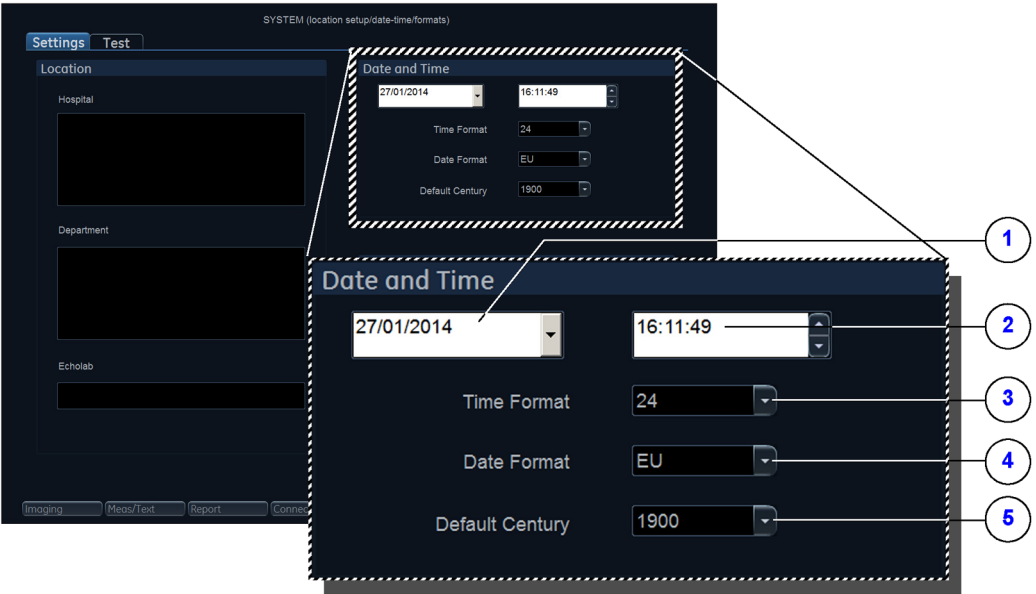 SYSTEM (location setup/date-time/formats)
Settings Test
Location
Hospital
Department
Echolab
Date and Time
27/01/2014 16:11:49
Time Format 24
Date Format EU
Default Century 1900
Imaging Meas/Text Report Connec
Date and Time
27/01/2014 16:11:49
Time Format 24
Date Format EU
Default Century 1900
1
2
3
4
5